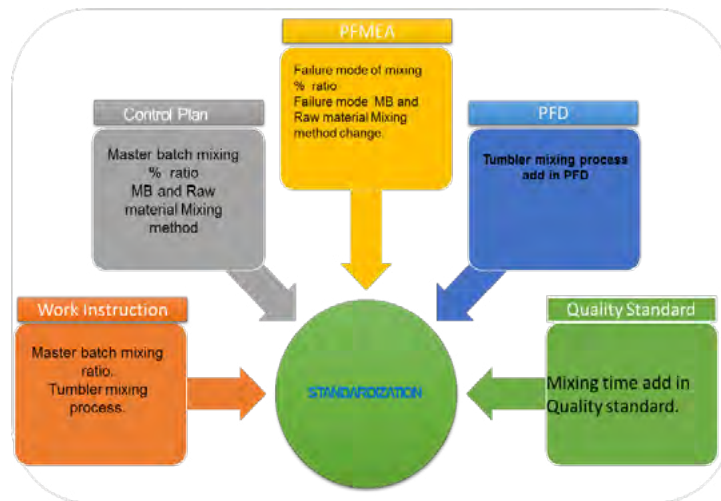 PFMEA
Failure mode of mixing
% ratio
Failure mode MB and
Raw material Mixing
method change.
Control Plan
Master batch mixing
% ratio
MB and Raw
material Mixing
method
PFD
Tumbler mixing process
add in PFD
Work Instruction
Master batch mixing
ratio.
Tumbler mixing
process.
STANDARDIZATION
Quality Standard
Mixing time add in
Quality standard.